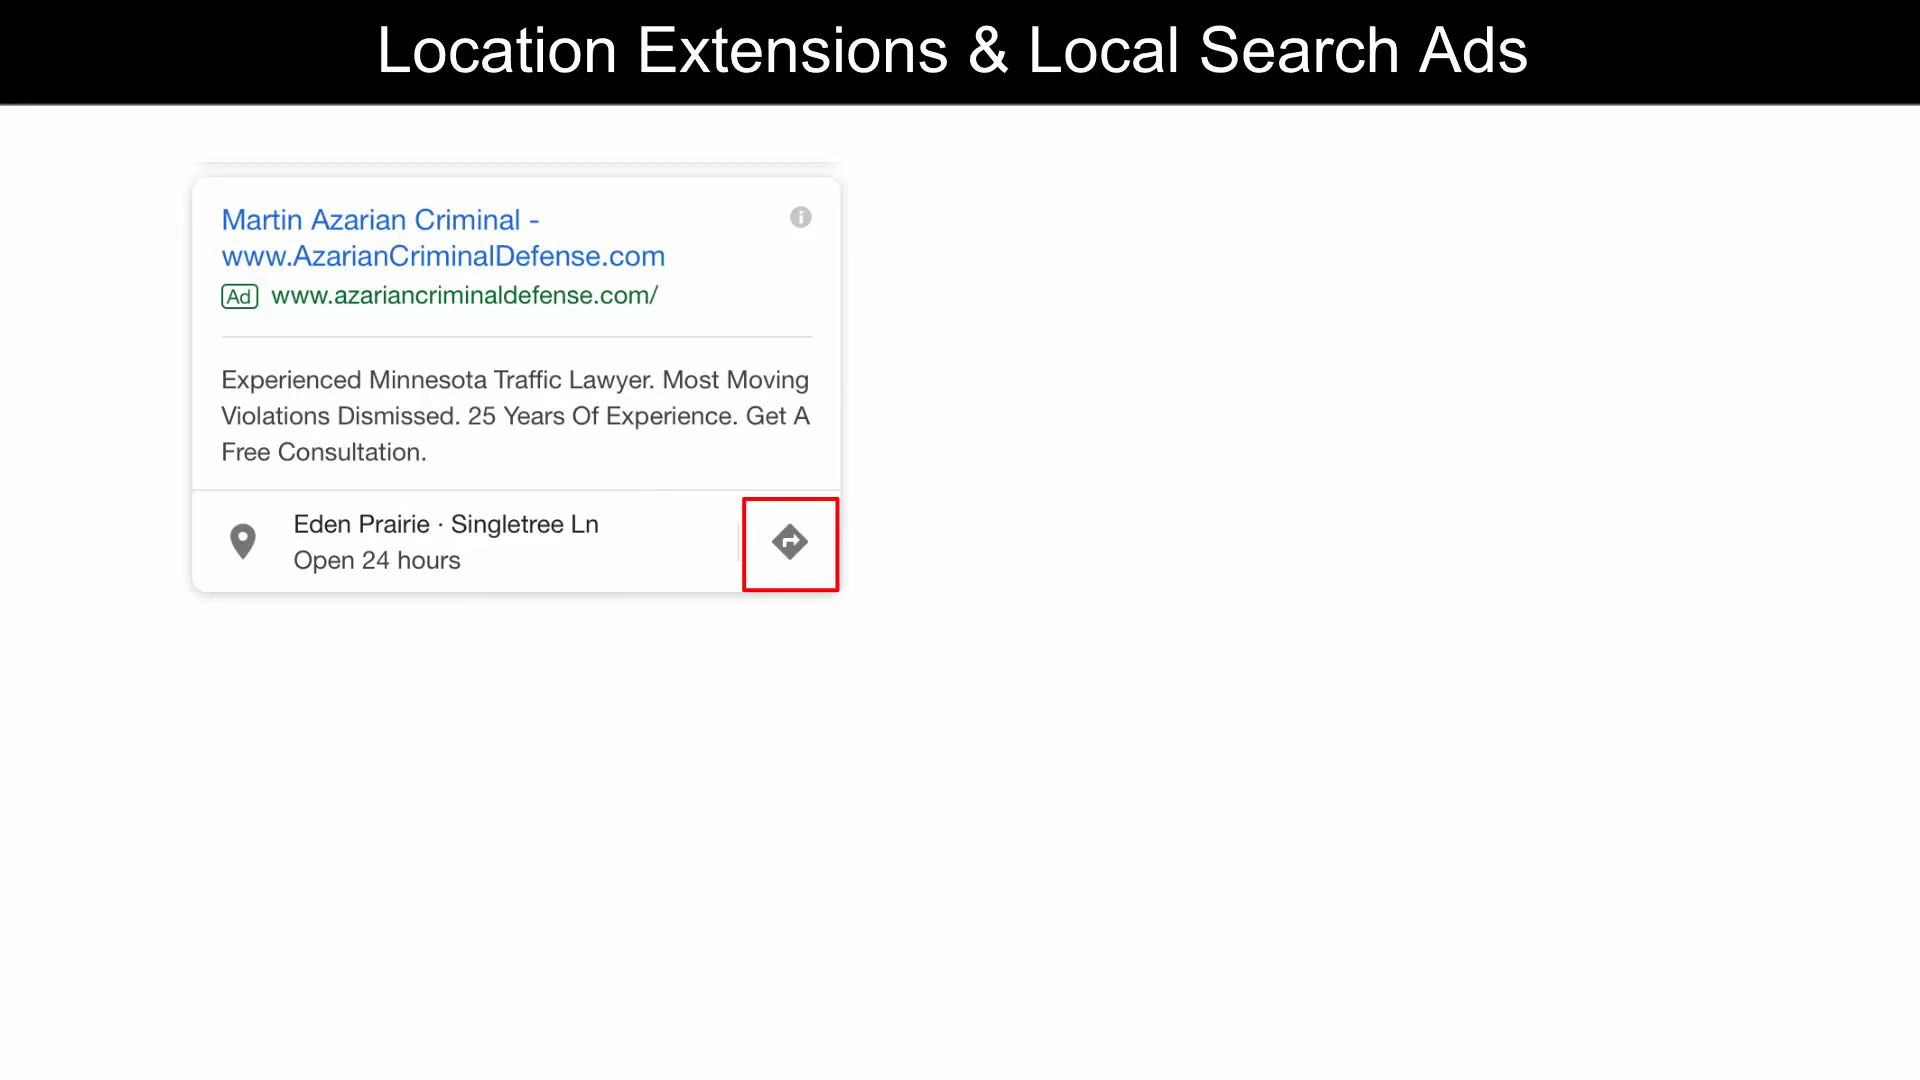 Location Extensions & Local Search Ads
Martin Azarian Criminal -
www.AzarianCriminalDefense.com
Ad www.azariancriminaldefense.com/
Experienced Minnesota Traffic Lawyer. Most Moving
Violations Dismissed. 25 Years Of Experience. Get A
Free Consultation.
Eden Prairie · Singletree Ln
Open 24 hours